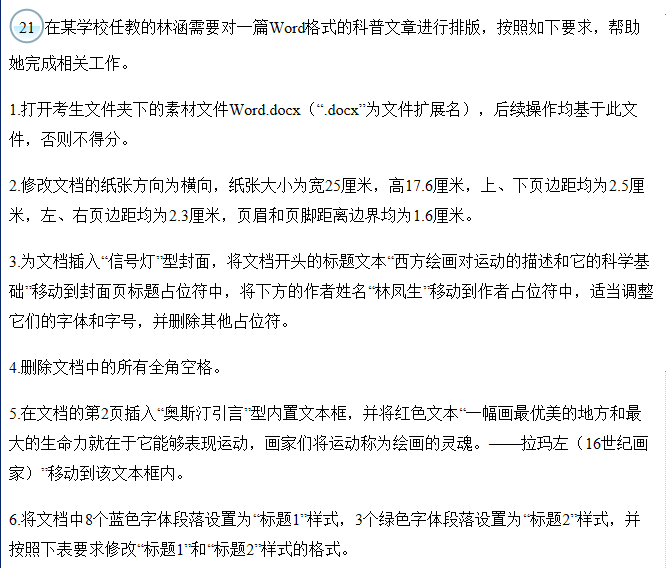 21 在某学校任教的林涵需要对一篇Word格式的科普文章进行排版，按照如下要求，帮助
她完成相关工作。
1.打开考生文件夹下的素材文件Word.docx（“.docx”为文件扩展名），后续操作均基于此文
件，否则不得分。
2.修改文档的纸张方向为横向，纸张大小为宽25厘米，高17.6厘米，上、下页边距均为2.5厘
米，左、右页边距均为2.3厘米，页眉和页脚距离边界均为1.6厘米。
3.为文档插入“信号灯”型封面，将文档开头的标题文本“西方绘画对运动的描述和它的科学基
础”移动到封面页标题占位符中，将下方的作者姓名“林凤生”移动到作者占位符中，适当调整
它们的字体和字号，并删除其他占位符。
4.删除文档中的所有全角空格。
5.在文档的第2页插入“奥斯汀引言”型内置文本框，并将红色文本“一幅画最优美的地方和最
大的生命力就在于它能够表现运动，画家们将运动称为绘画的灵魂。——拉玛左（16世纪画
家）”移动到该文本框内。
6.将文档中8个蓝色字体段落设置为“标题1”样式，3个绿色字体段落设置为“标题2”样式，并
按照下表要求修改“标题1”和“标题2”样式的格式。